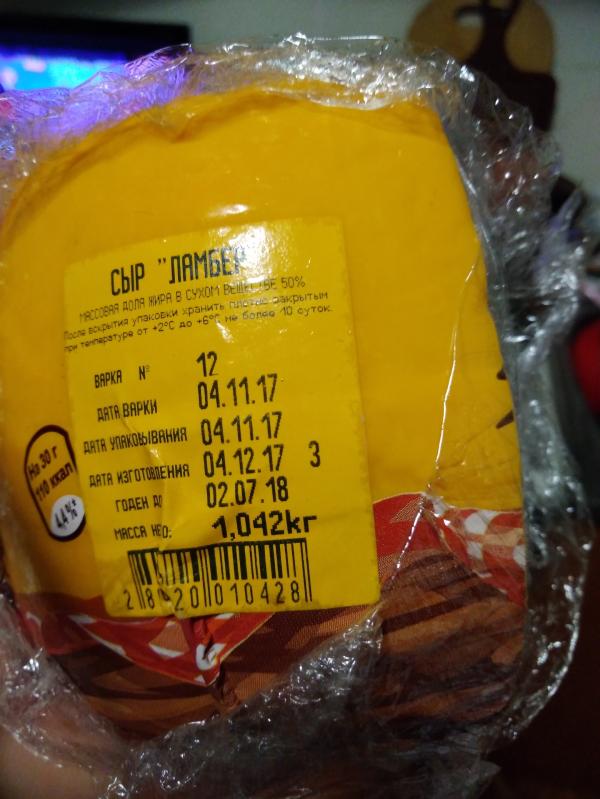 СЫР "ЛАМБЕР
МАССОВАЯ ДОЛЯ ЖИРА В СУХОМ ВЕЩЕСТВЕ 50%
После вскрытия упаковки хранить плотно закрытым
при температуре от +2°С до +6°С не более 10 суток.
ВАРКА № 12
ДАТА ВАРКИ 04.11.17
ДАТА УПАКОВЫВАНИЯ 04.11.17
ДАТА ИЗГОТОВЛЕНИЯ 04.12.17 3
ГОДЕН ДО 02.07.18
МАССА НЕТТО: 1,042кг
На 30 г
110 ккал
4,4%*